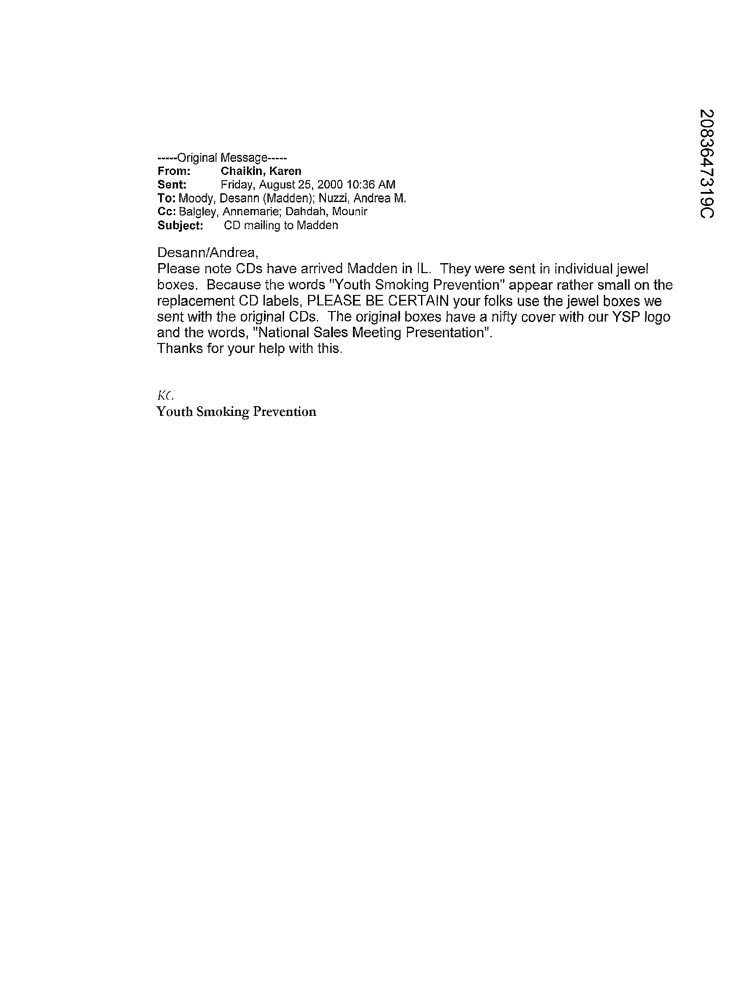 2083647319C
-----Original Message-----
From: Chaikin, Karen
Sent: Friday, August 25, 2000 10:36 AM
To: Moody, Desann (Madden); Nuzzi, Andrea M.
Cc: Balgley, Annemarie; Dahdah, Mounir
Subject: CD mailing to Madden
Desann/Andrea,
Please note CDs have arrived Madden in IL. They were sent in individual jewel
boxes. Because the words "Youth Smoking Prevention" appear rather small on the
replacement CD labels, PLEASE BE CERTAIN your folks use the jewel boxes we
sent with the original CDs. The original boxes have a nifty cover with our YSP logo
and the words, "National Sales Meeting Presentation".
Thanks for your help with this.
KC
Youth Smoking Prevention